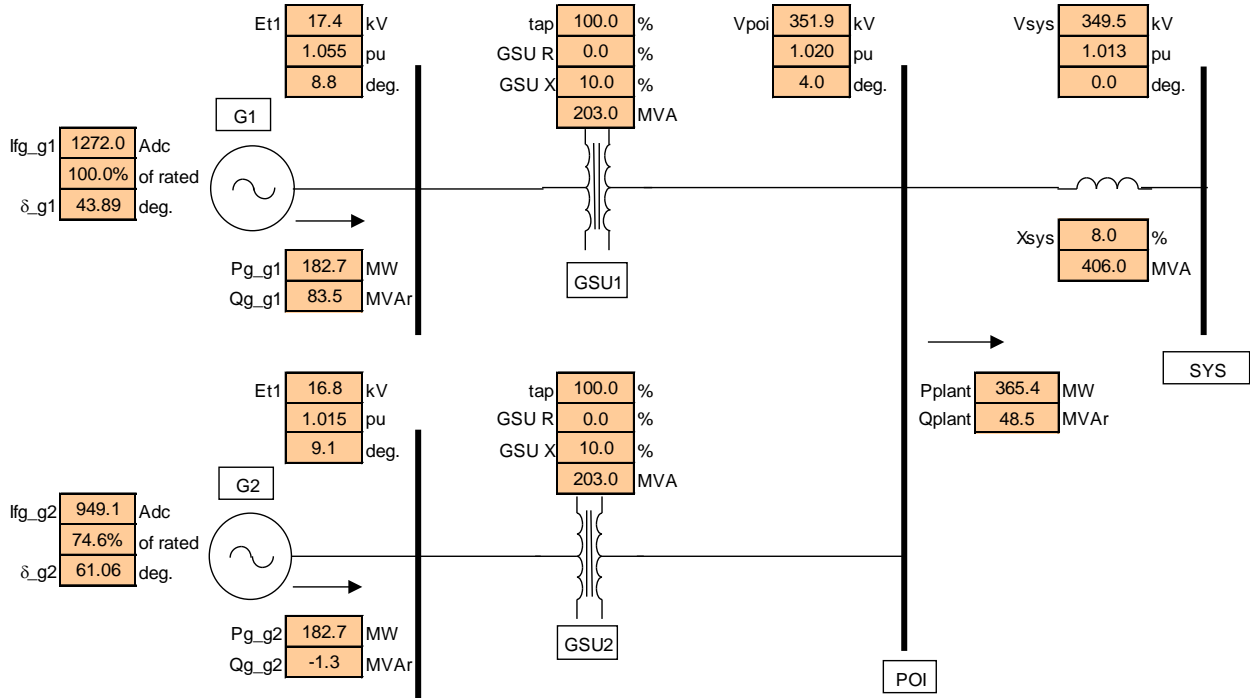 Et1 17.4 kV
1.055 pu
8.8 deg.
tap 100.0 %
GSU R 0.0 %
GSU X 10.0 %
203.0 MVA
Vpoi 351.9 kV
1.020 pu
4.0 deg.
Vsys 349.5 kV
1.013 pu
0.0 deg.
G1
Ifg_g1 1272.0 Adc
100.0% of rated
δ_g1 43.89 deg.
Pg_g1 182.7 MW
Qg_g1 83.5 MVAr
GSU1
Xsys 8.0 %
406.0 MVA
SYS
Pplant 365.4 MW
Qplant 48.5 MVAr
Et1 16.8 kV
1.015 pu
9.1 deg.
tap 100.0 %
GSU R 0.0 %
GSU X 10.0 %
203.0 MVA
G2
Ifg_g2 949.1 Adc
74.6% of rated
δ_g2 61.06 deg.
Pg_g2 182.7 MW
Qg_g2 -1.3 MVAr
GSU2
POI